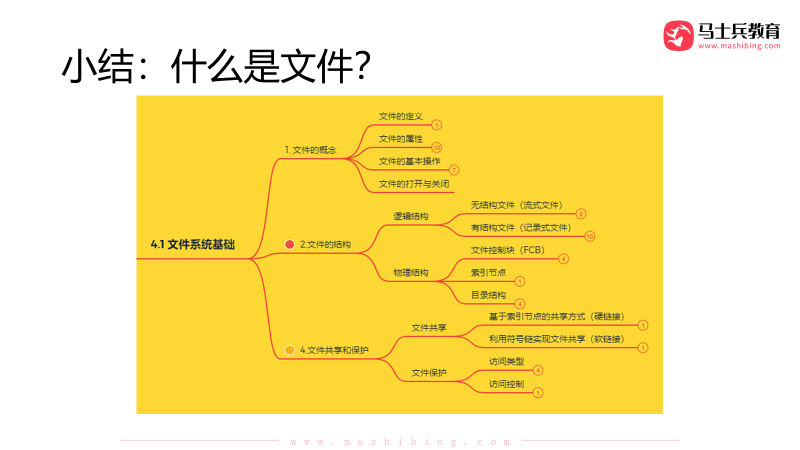 马士兵教育
www.mashibing.com
小结：什么是文件？
4.1 文件系统基础
1. 文件的概念
文件的定义
1
文件的属性
10
文件的基本操作
7
文件的打开与关闭
2.文件的结构
逻辑结构
无结构文件（流式文件）
6
有结构文件（记录式文件）
10
物理结构
文件控制块（FCB）
4
索引节点
1
目录结构
4
4.文件共享和保护
文件共享
基于索引节点的共享方式（硬链接）
1
利用符号链实现文件共享（软链接）
1
文件保护
访问类型
4
访问控制
1
www.mashibing.com